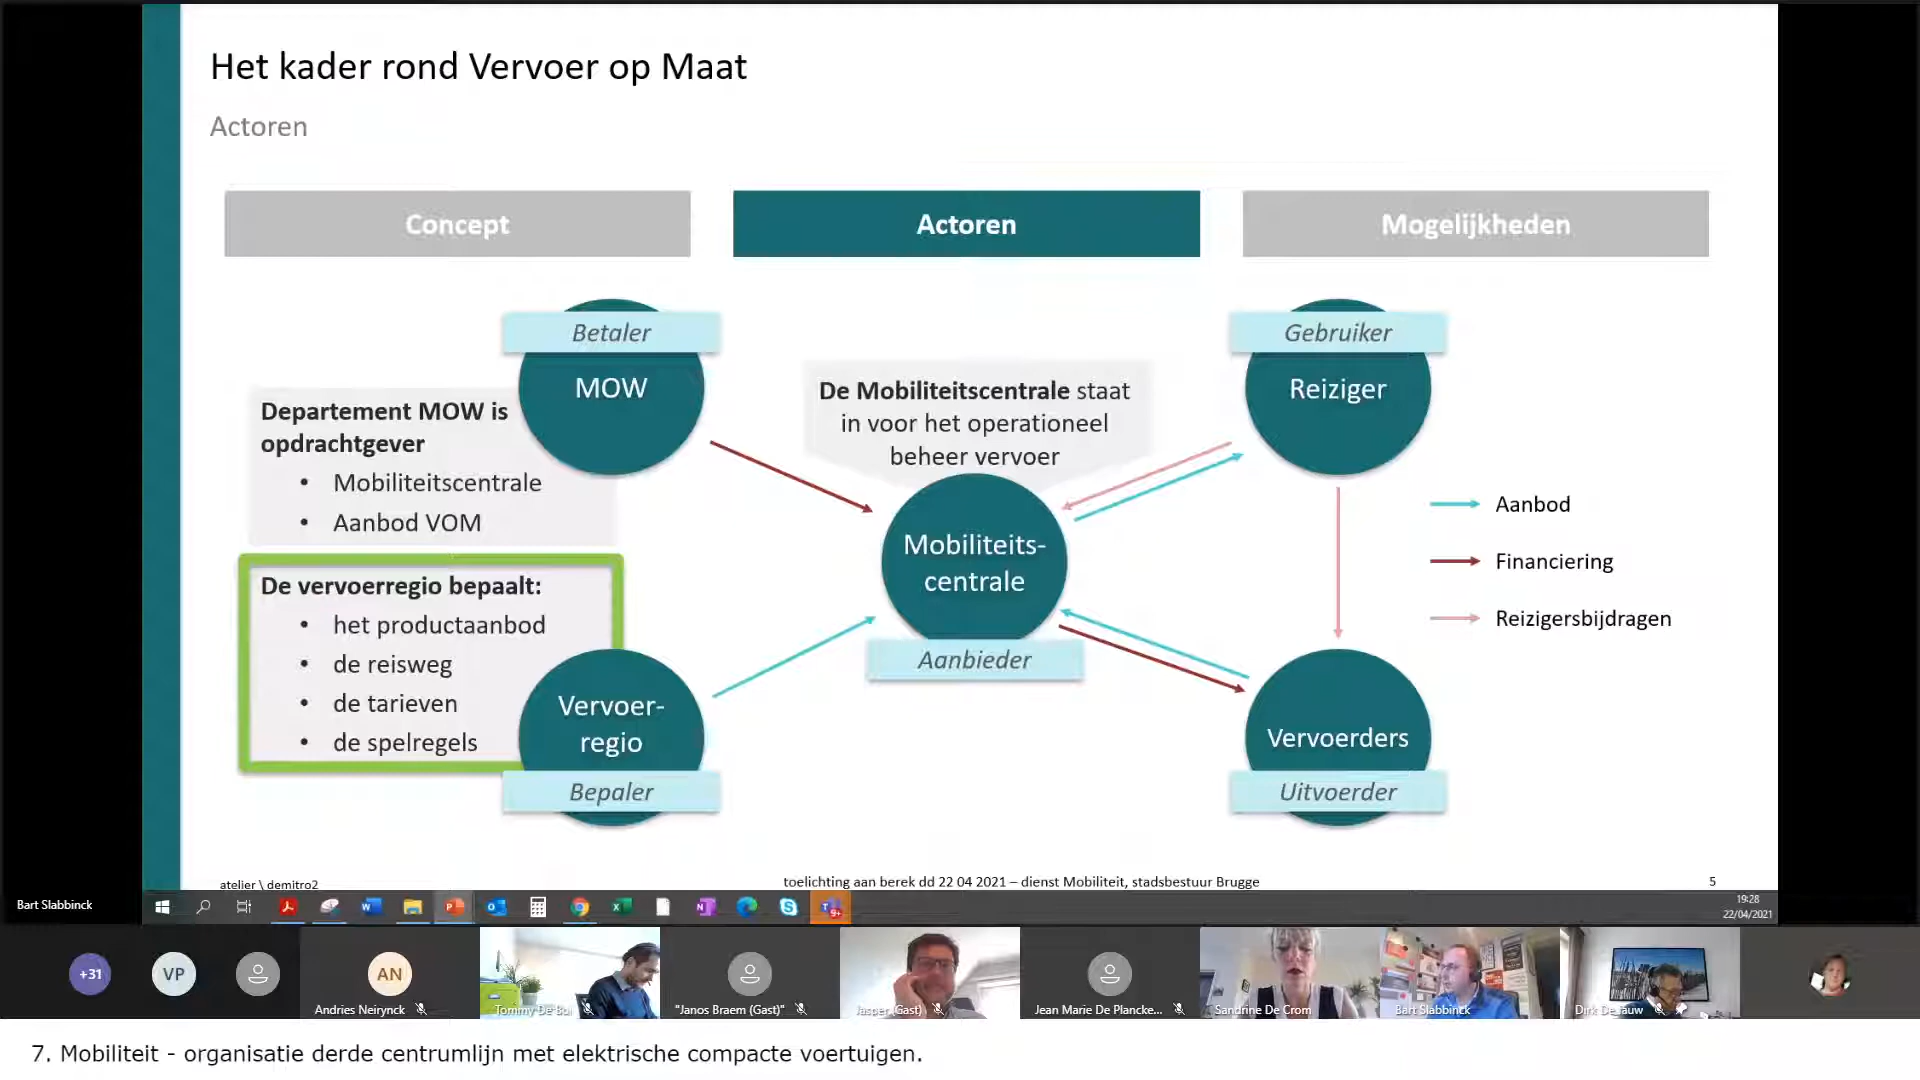 Het kader rond Vervoer op Maat
Actoren
Concept
Actoren
Mogelijkheden
Betaler
MOW
Departement MOW is
opdrachtgever
• Mobiliteitscentrale
• Aanbod VOM
De vervoerregio bepaalt:
• het productaanbod
• de reisweg
• de tarieven
• de spelregels
Vervoer-
regio
Bepaler
De Mobiliteitscentrale staat
in voor het operationeel
beheer vervoer
Mobiliteits-
centrale
Aanbieder
Gebruiker
Reiziger
Aanbod
Financiering
Reizigersbijdragen
Vervoerders
Uitvoerder
atelier \ demitro2
toelichting aan berek dd 22 04 2021 – dienst Mobiliteit, stadsbestuur Brugge
5
Bart Slabbinck
9+
19:28
22/04/2021
+31
VP
AN
Andries Neirynck
Tommy De Bo
"Janos Braem (Gast)"
Jasper (Gast)
Jean Marie De Plancke...
Sandrine De Crom
Bart Slabbinck
Dirk De fauw
7. Mobiliteit - organisatie derde centrumlijn met elektrische compacte voertuigen.